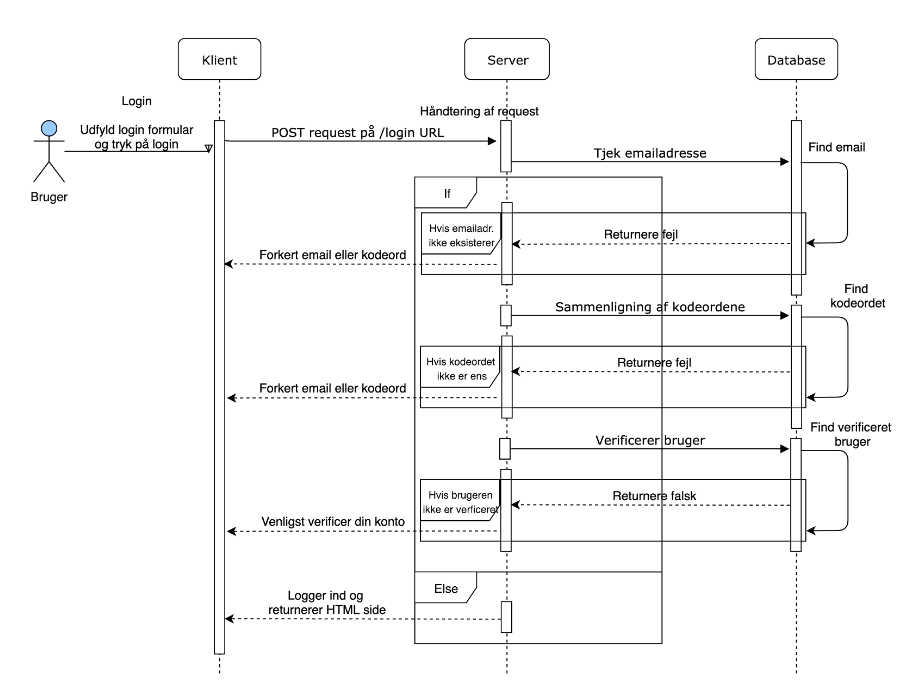 Klient
Server
Database
Login
Håndtering af request
Udfyld login formular
og tryk på login
POST request på /login URL
Tjek emailadresse
Find email
Bruger
If
Hvis emailadr.
ikke eksisterer
Returnere fejl
Forkert email eller kodeord
Find
kodeordet
Sammenligning af kodeordene
Hvis kodeordet
ikke er ens
Returnere fejl
Forkert email eller kodeord
Find verificeret
bruger
Verificerer bruger
Hvis brugeren
ikke er verficeret
Returnere falsk
Venligst verificer din konto
Else
Logger ind og
returnerer HTML side